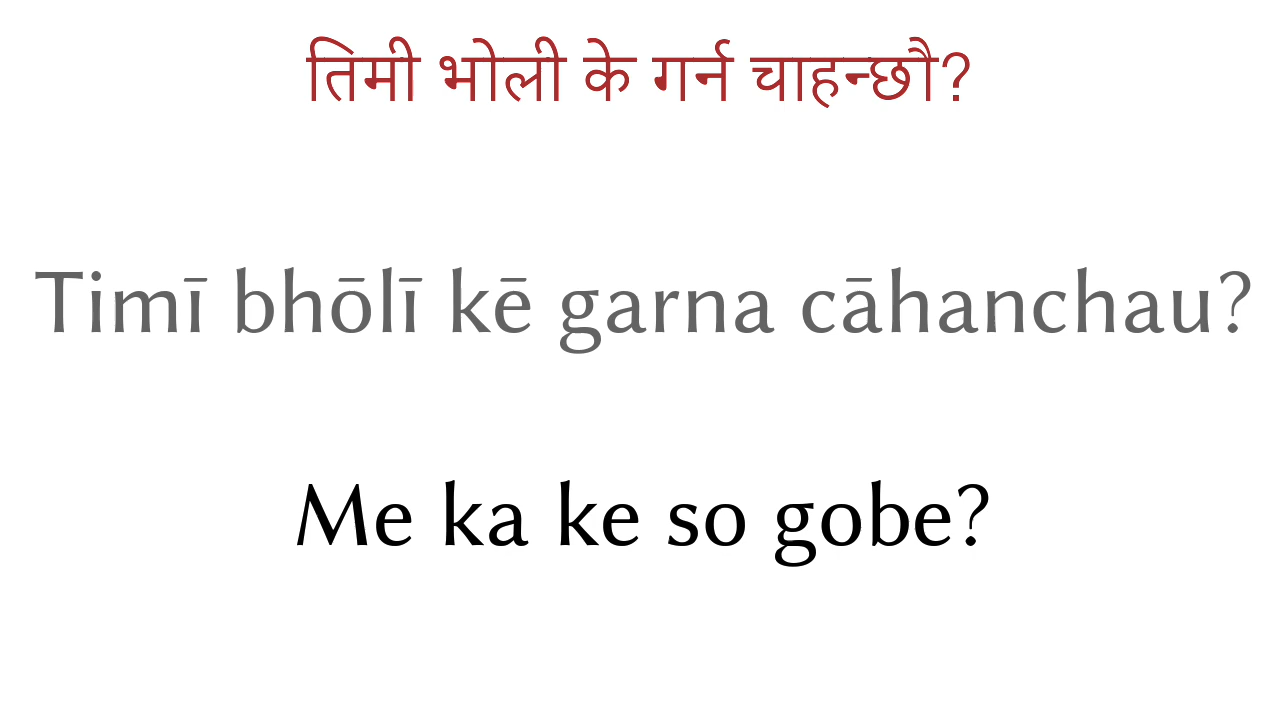 तिमी भोली के गर्न चाहन्छौ?
Timī bhōlī kē garna cāhanchau?
Me ka ke so gobe?